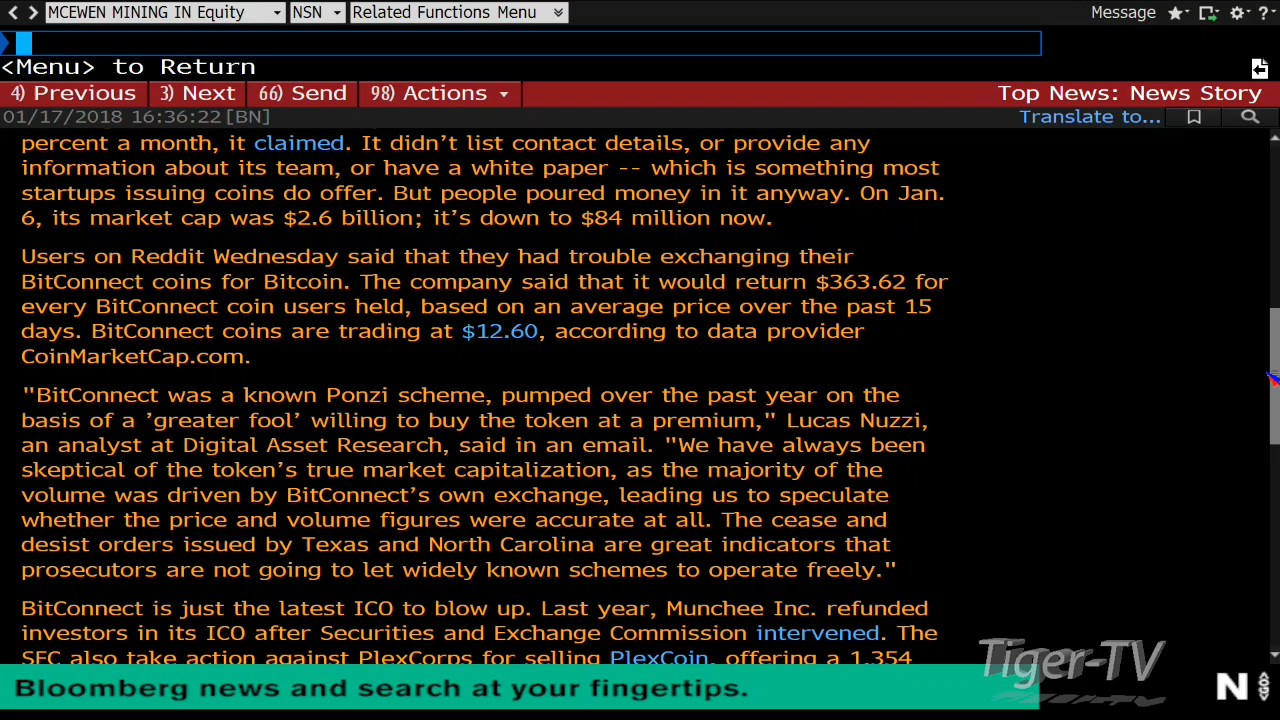 MCEWEN MINING IN Equity NSN Related Functions Menu Message
<Menu> to Return
4) Previous 3) Next 66) Send 98) Actions Top News: News Story
01/17/2018 16:36:22[BN] Translate to...
percent a month, it claimed. It didn't list contact details, or provide any
information about its team, or have a white paper -- which is something most
startups issuing coins do offer. But people poured money in it anyway. On Jan.
6, its market cap was $2.6 billion; it's down to $84 million now.
Users on Reddit Wednesday said that they had trouble exchanging their
BitConnect coins for Bitcoin. The company said that it would return $363.62 for
every BitConnect coin users held, based on an average price over the past 15
days. BitConnect coins are trading at $12.60, according to data provider
CoinMarketCap.com.
"BitConnect was a known Ponzi scheme, pumped over the past year on the
basis of a 'greater fool' willing to buy the token at a premium," Lucas Nuzzi,
an analyst at Digital Asset Research, said in an email. "We have always been
skeptical of the token's true market capitalization, as the majority of the
volume was driven by BitConnect's own exchange, leading us to speculate
whether the price and volume figures were accurate at all. The cease and
desist orders issued by Texas and North Carolina are great indicators that
prosecutors are not going to let widely known schemes to operate freely."
BitConnect is just the latest ICO to blow up. Last year, Munchee Inc. refunded
investors in its ICO after Securities and Exchange Commission intervened. The
SEC also take action against PlexCorps for selling PlexCoin, offering a 1,354
Tiger-TV
Bloomberg news and search at your fingertips. N